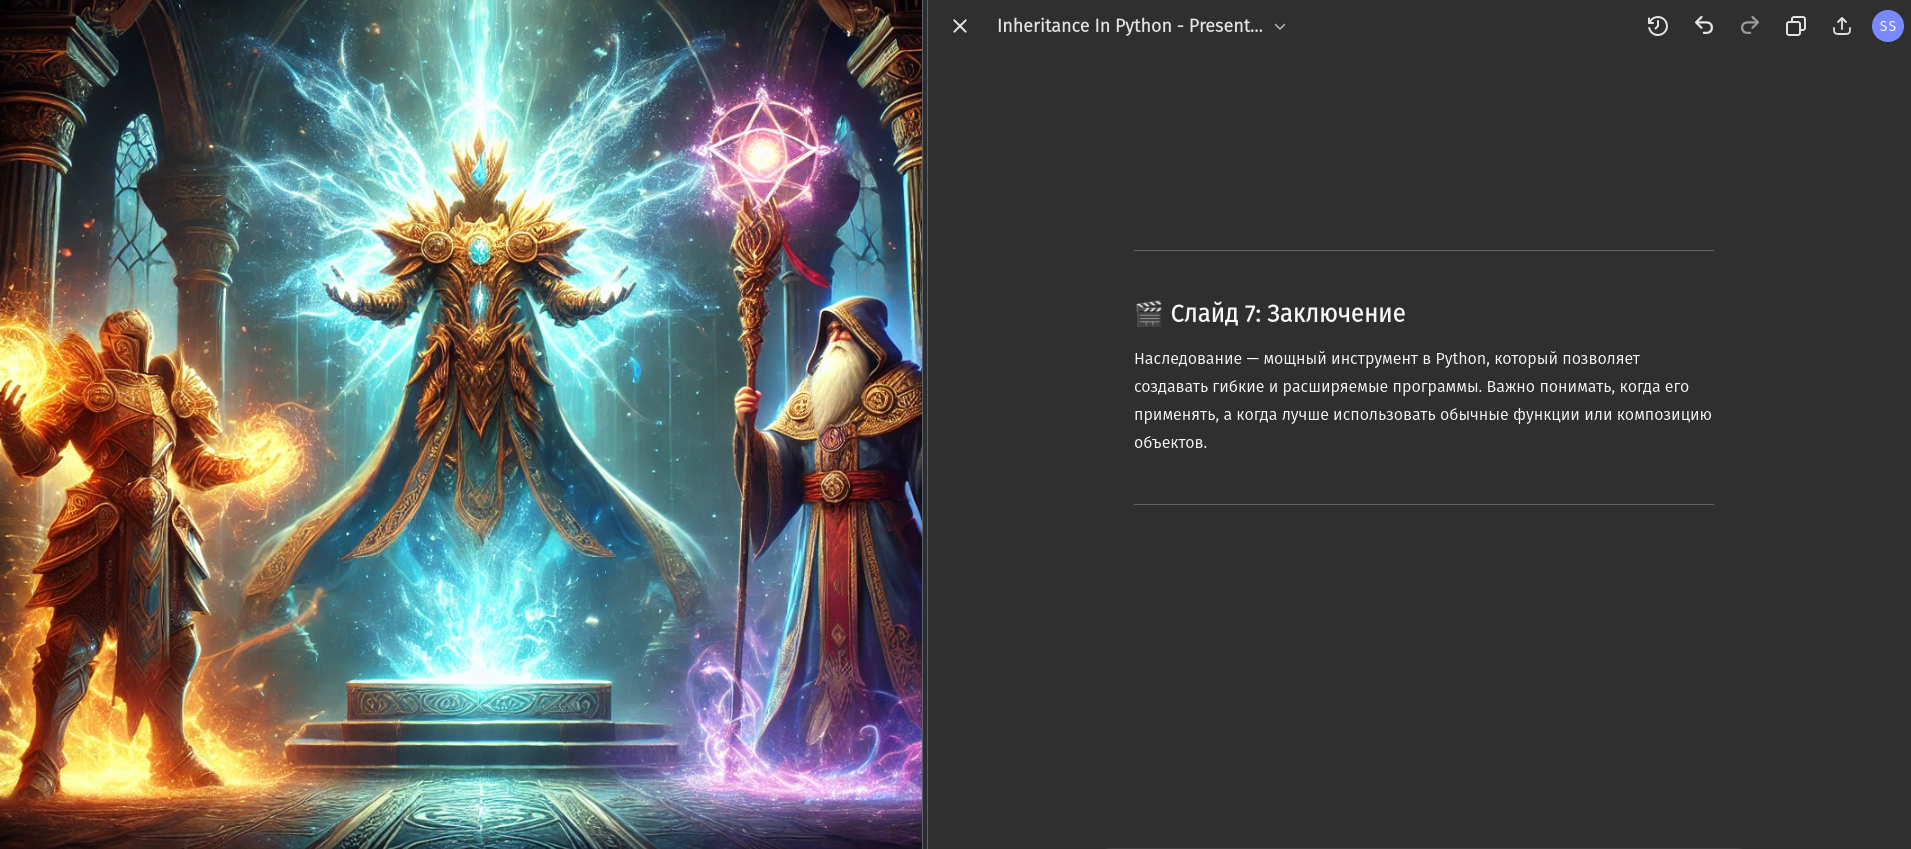 Inheritance In Python - Present...
SS
🎬 Слайд 7: Заключение
Наследование — мощный инструмент в Python, который позволяет
создавать гибкие и расширяемые программы. Важно понимать, когда его
применять, а когда лучше использовать обычные функции или композицию
объектов.